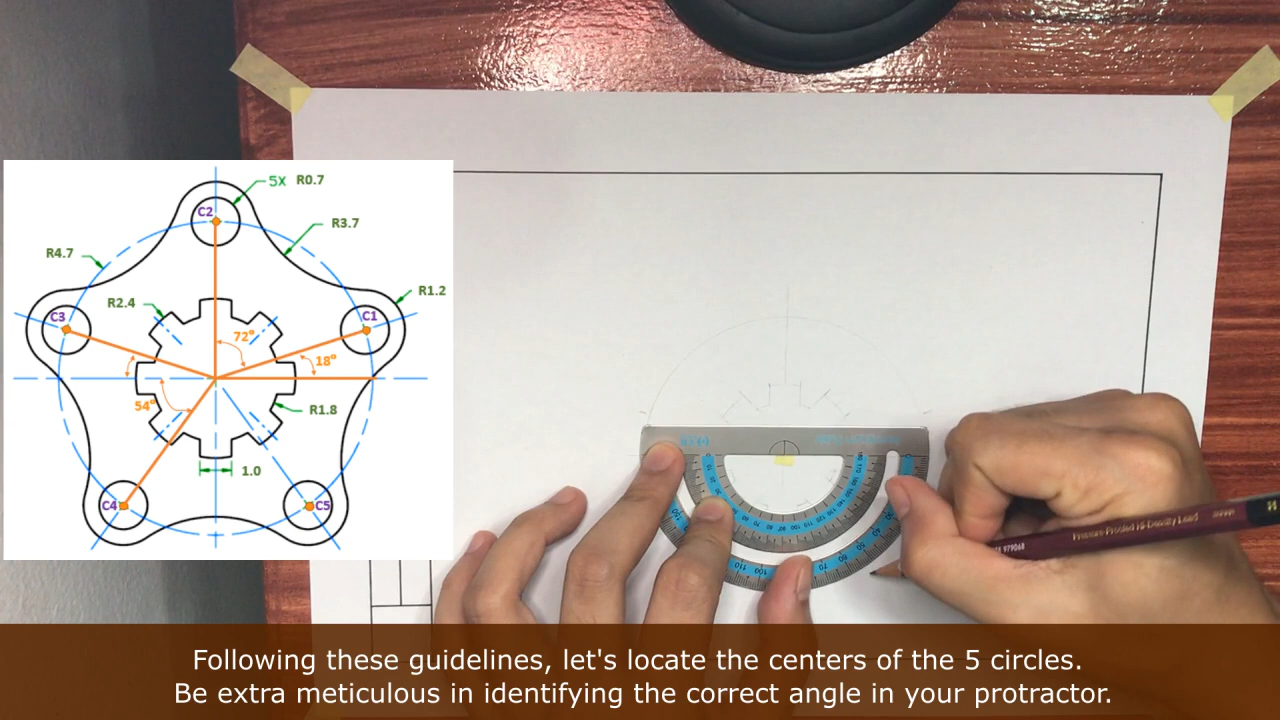 5X R0.7
C2
R3.7
R4.7
R1.2
R2.4
C3
C1
72°
18°
54°
R1.8
1.0
C4
C5
979068
Following these guidelines, let's locate the centers of the 5 circles.
Be extra meticulous in identifying the correct angle in your protractor.